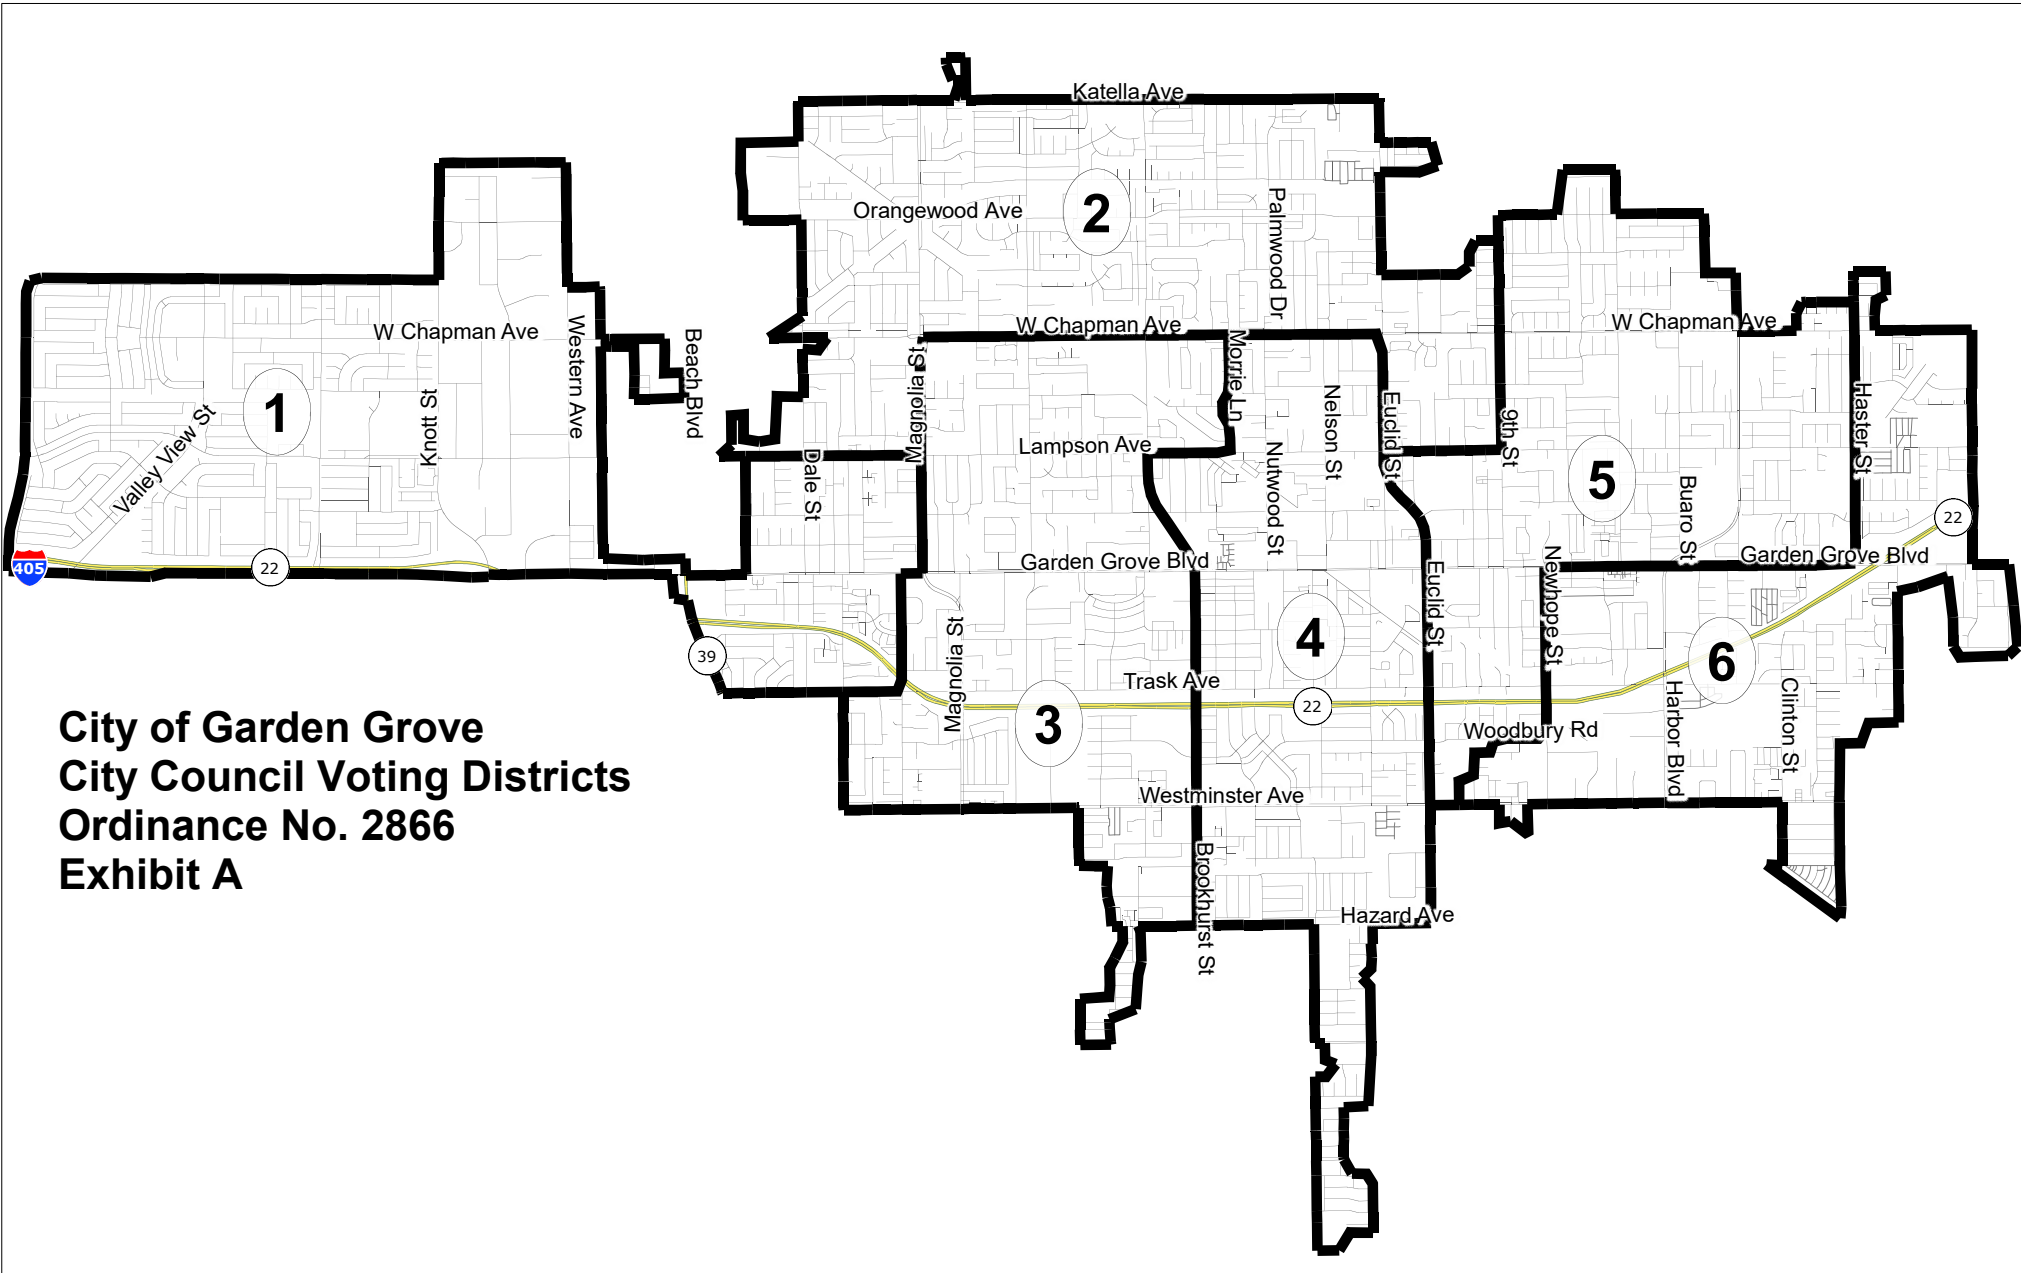 Katella Ave
Orangewood Ave
2
Palmwood Dr
W Chapman Ave
W Chapman Ave
W Chapman Ave
Western Ave
Beach Blvd
Magnolia St
Morrie Ln
Nelson St
Euclid St
9th St
Haster St
1
Knott St
Valley View St
Lampson Ave
Dale St
Nutwood St
5
Buaro St
22
405
22
Garden Grove Blvd
Garden Grove Blvd
Newhope St
Euclid St
39
Magnolia St
4
6
Trask Ave
22
3
Woodbury Rd
Harbor Blvd
Clinton St
Westminster Ave
Brookhurst St
Hazard Ave
City of Garden Grove
City Council Voting Districts
Ordinance No. 2866
Exhibit A